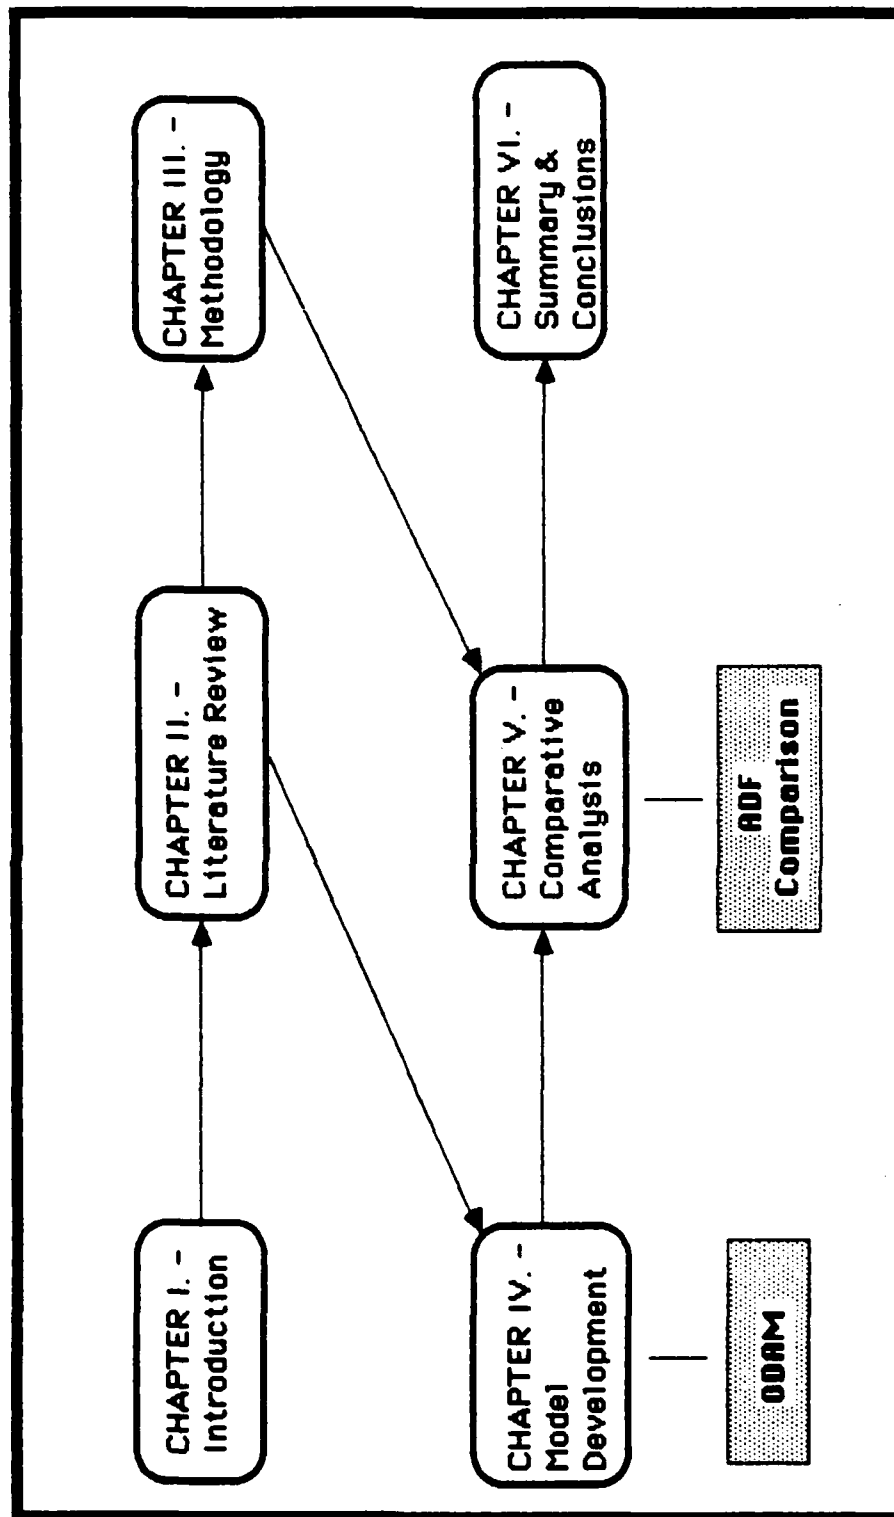 CHAPTER I. -
Introduction
CHAPTER II. -
Literature Review
CHAPTER III. -
Methodology
CHAPTER IV. -
Model
Development
CHAPTER V. -
Comparative
Analysis
CHAPTER VI. -
Summary &
Conclusions
ODAM
ADF
Comparison